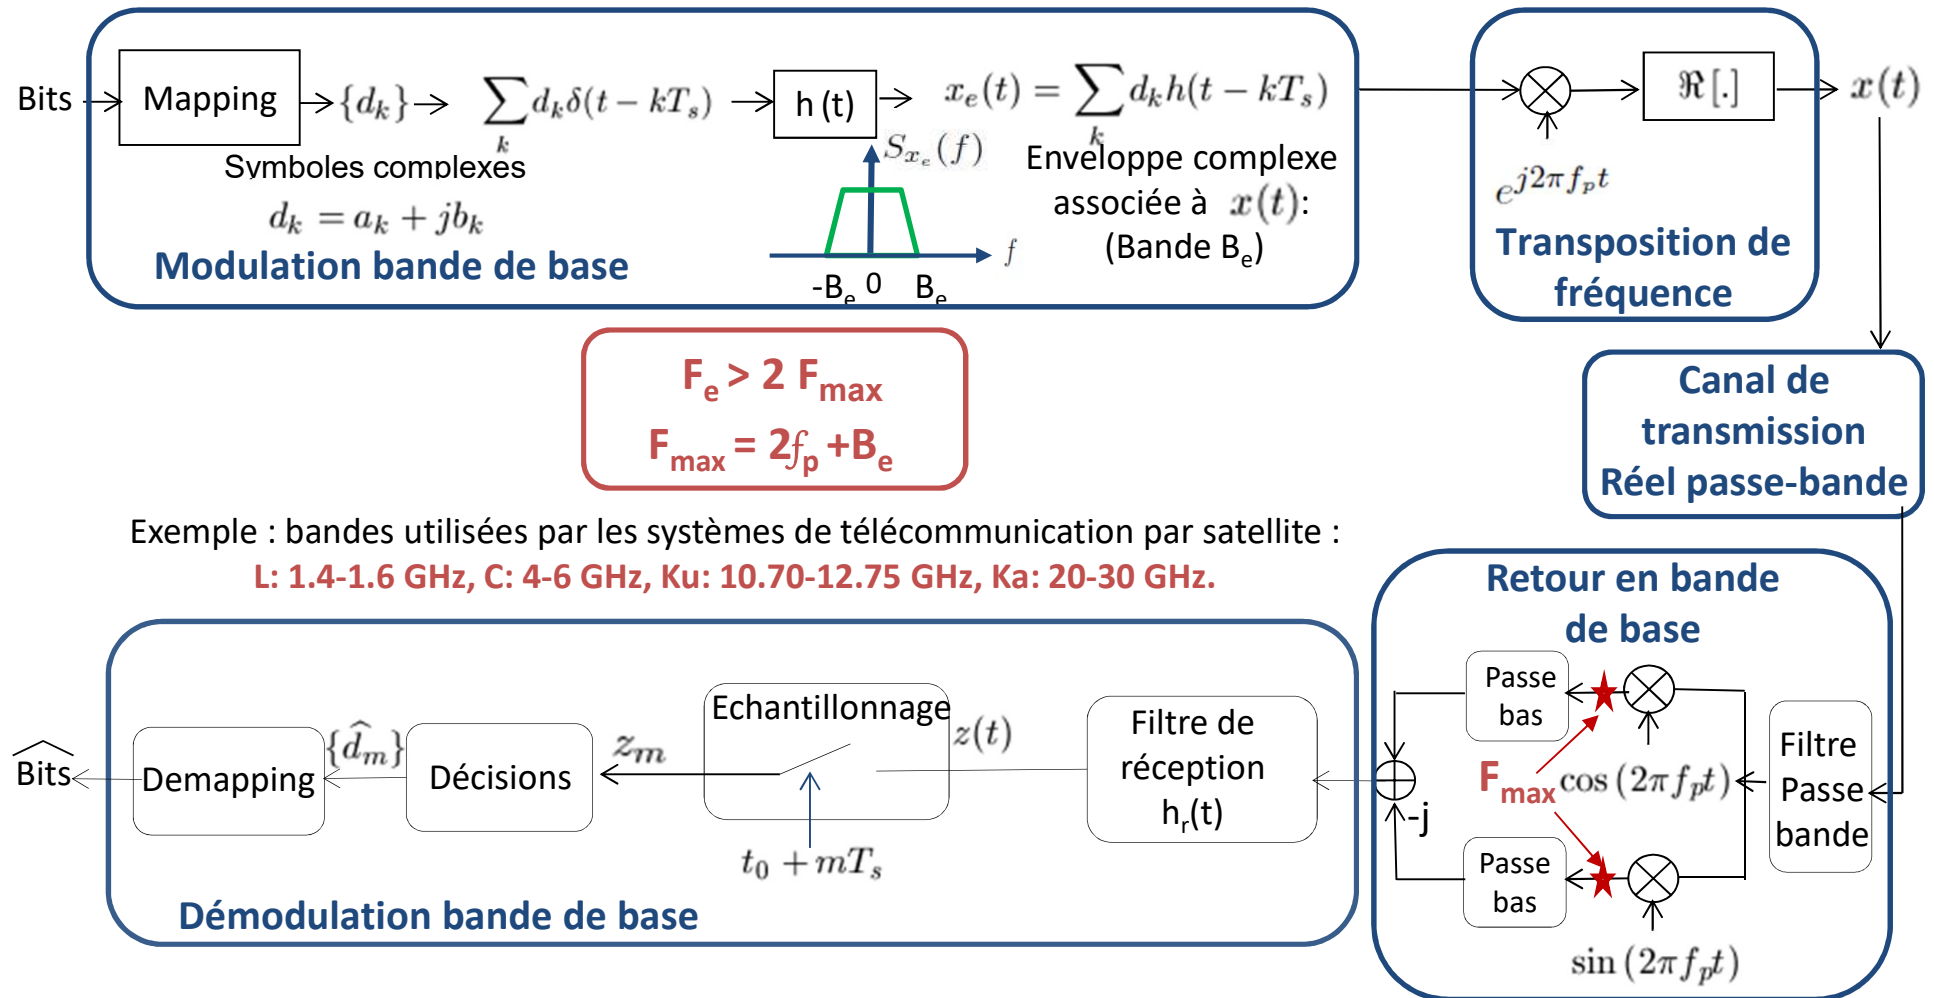 Bits
Mapping
{d_k}
\sum_k d_k δ(t − kT_s)
h (t)
x_e(t) = \sum_k d_k h(t − kT_s)
Symboles complexes
d_k = a_k + jb_k
Modulation bande de base
S_{x_e}(f)
f
-B_e 0 B_e
Enveloppe complexe
associée à x(t):
(Bande B_e)
ℜ[.]
x(t)
e^{j2πf_p t}
Transposition de
fréquence
F_e > 2 F_max
F_max = 2f_p +B_e
Canal de
transmission
Réel passe-bande
Exemple : bandes utilisées par les systèmes de télécommunication par satellite :
L: 1.4-1.6 GHz, C: 4-6 GHz, Ku: 10.70-12.75 GHz, Ka: 20-30 GHz.
Retour en bande
de base
Filtre
Passe
bande
Passe
bas
F_max
cos (2πf_p t)
-j
Passe
bas
sin (2πf_p t)
Filtre de
réception
h_r(t)
z(t)
Echantillonnage
t_0 + mT_s
z_m
Décisions
{\widehat{d_m}}
Demapping
\widehat{Bits}
Démodulation bande de base